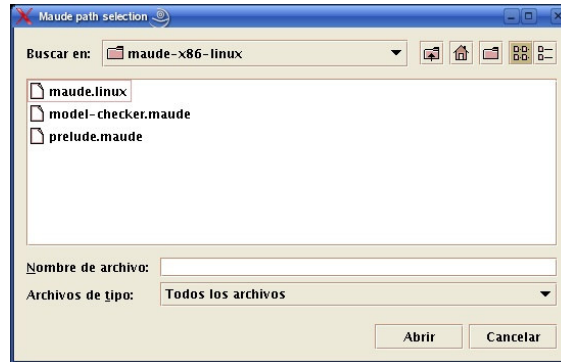 Maude path selection
Buscar en: maude-x86-linux
maude.linux
model-checker.maude
prelude.maude
Nombre de archivo:
Archivos de tipo: Todos los archivos
Abrir Cancelar